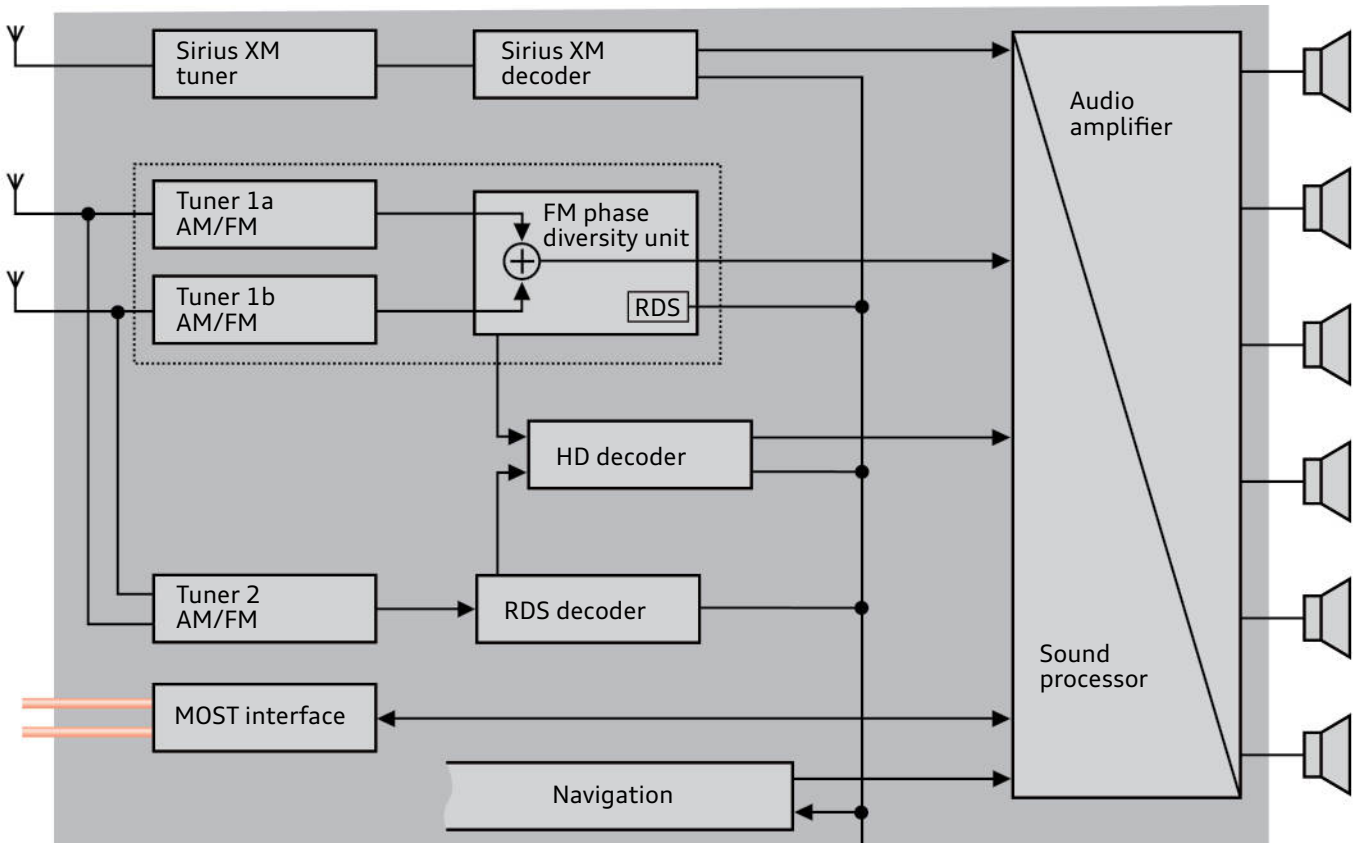 Sirius XM
tuner
Sirius XM
decoder
Audio
amplifier
Tuner 1a
AM/FM
FM phase
diversity unit
Tuner 1b
AM/FM
RDS
HD decoder
Tuner 2
AM/FM
RDS decoder
Sound
processor
MOST interface
Navigation